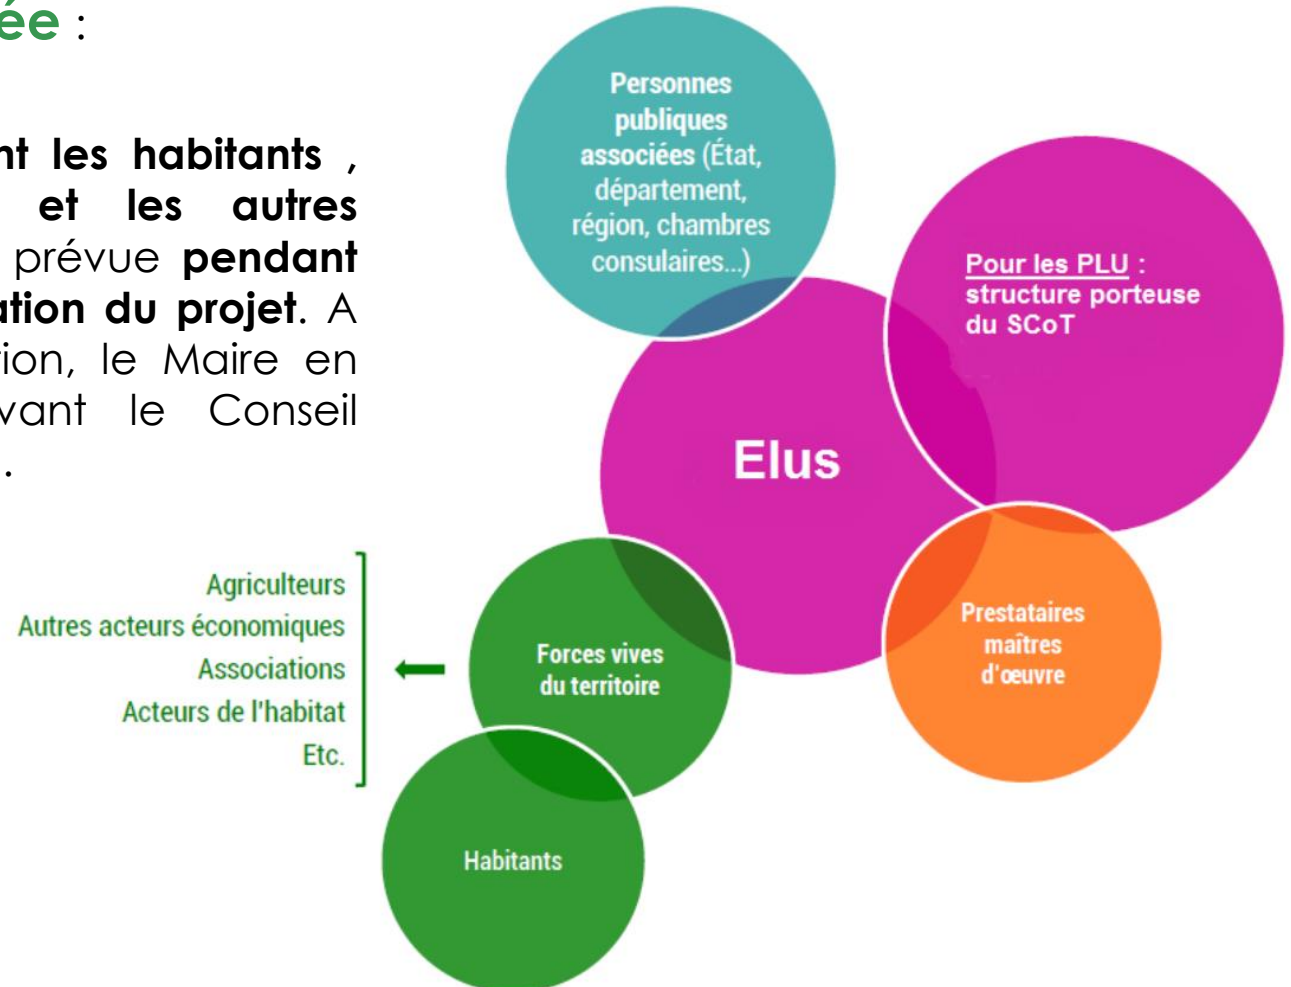 ée :
nt les habitants ,
et les autres
prévue pendant
ation du projet. A
tion, le Maire en
vant le Conseil
.
Personnes
publiques
associées (État,
département,
région, chambres
consulaires...)
Pour les PLU :
structure porteuse
du SCoT
Elus
Agriculteurs
Autres acteurs économiques
Associations
Acteurs de l'habitat
Etc.
Forces vives
du territoire
Prestataires
maîtres
d'œuvre
Habitants